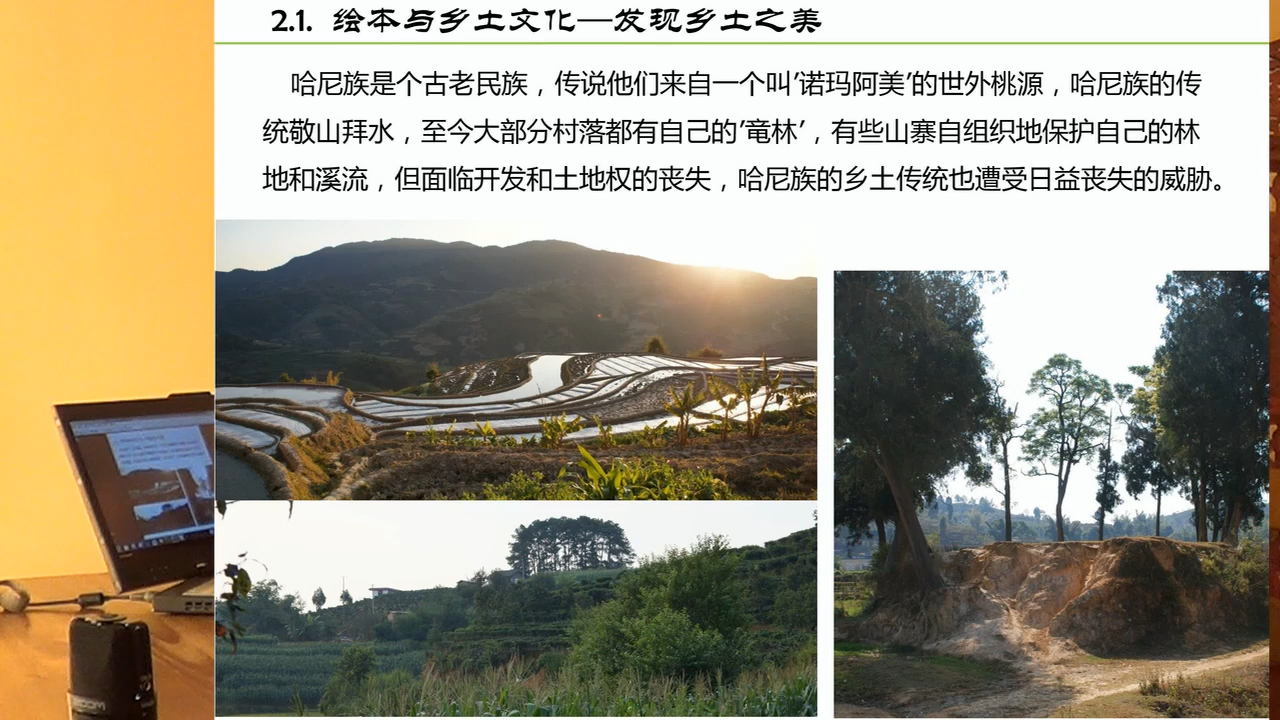 2.1. 绘本与乡土文化—发现乡土之美
哈尼族是个古老民族，传说他们来自一个叫‘诺玛阿美’的世外桃源，哈尼族的传
统敬山拜水，至今大部分村落都有自己的‘竜林’，有些山寨自组织地保护自己的林
地和溪流，但面临开发和土地权的丧失，哈尼族的乡土传统也遭受日益丧失的威胁。